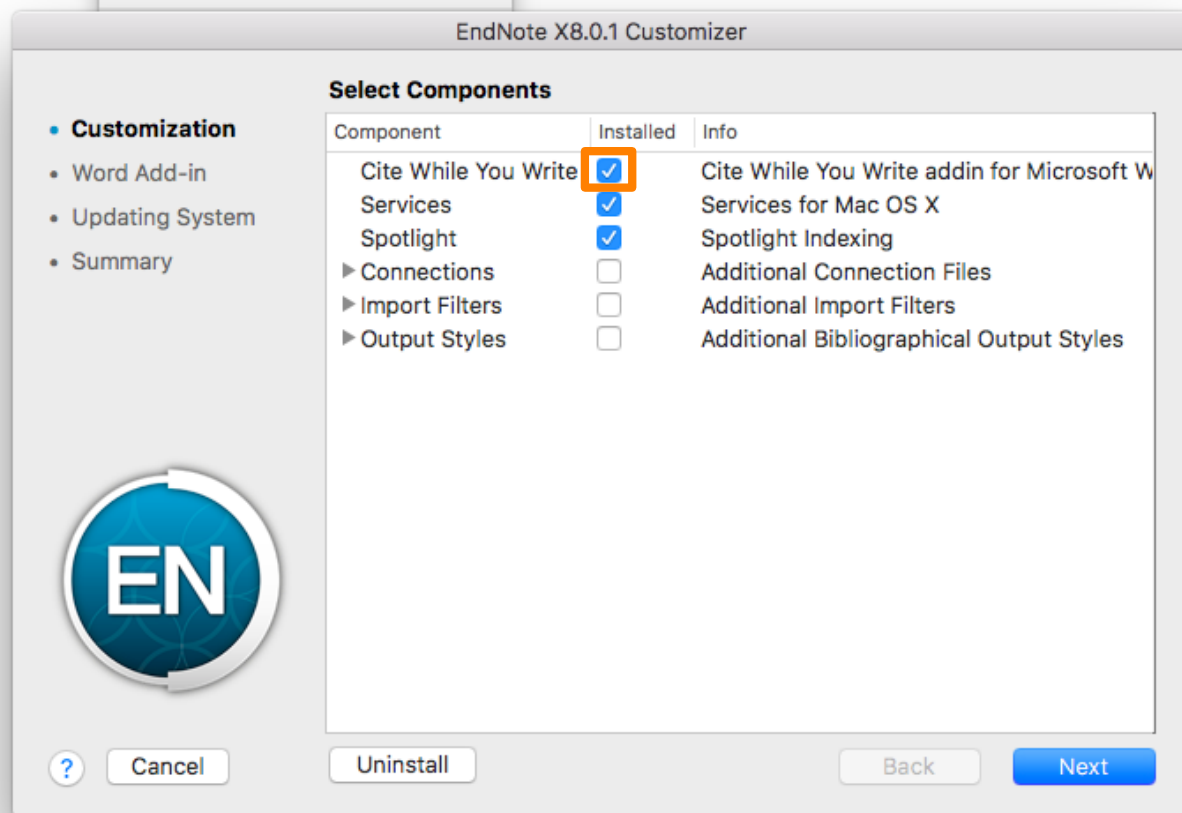 EndNote X8.0.1 Customizer
Select Components
• Customization
• Word Add-in
• Updating System
• Summary
Component Installed Info
Cite While You Write Cite While You Write addin for Microsoft W
Services Services for Mac OS X
Spotlight Spotlight Indexing
Connections Additional Connection Files
Import Filters Additional Import Filters
Output Styles Additional Bibliographical Output Styles
EN
? Cancel Uninstall Back Next